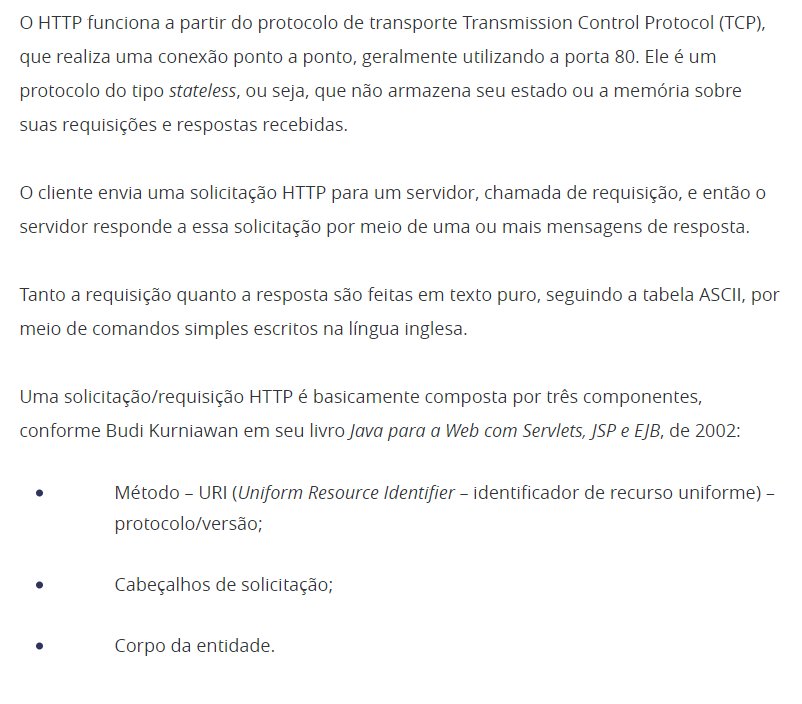 O HTTP funciona a partir do protocolo de transporte Transmission Control Protocol (TCP),
que realiza uma conexão ponto a ponto, geralmente utilizando a porta 80. Ele é um
protocolo do tipo stateless, ou seja, que não armazena seu estado ou a memória sobre
suas requisições e respostas recebidas.
O cliente envia uma solicitação HTTP para um servidor, chamada de requisição, e então o
servidor responde a essa solicitação por meio de uma ou mais mensagens de resposta.
Tanto a requisição quanto a resposta são feitas em texto puro, seguindo a tabela ASCII, por
meio de comandos simples escritos na língua inglesa.
Uma solicitação/requisição HTTP é basicamente composta por três componentes,
conforme Budi Kurniawan em seu livro Java para a Web com Servlets, JSP e EJB, de 2002:
• Método – URI (Uniform Resource Identifier – identificador de recurso uniforme) –
protocolo/versão;
• Cabeçalhos de solicitação;
• Corpo da entidade.